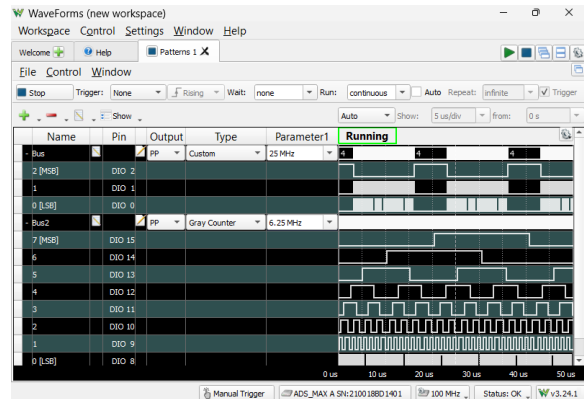 WaveForms (new workspace)
Workspace Control Settings Window Help
Welcome Help Patterns 1
File Control Window
Stop Trigger: None Rising Wait: none Run: continuous Auto Repeat: infinite Trigger
Show Auto Show: 5 us/div from: 0 s
Name Pin Output Type Parameter1 Running
- Bus PP Custom 25 MHz 4 4 4
2 [MSB] DIO 2
1 DIO 1
0 [LSB] DIO 0
- Bus2 PP Gray Counter 6.25 MHz
7 [MSB] DIO 15
6 DIO 14
5 DIO 13
4 DIO 12
3 DIO 11
2 DIO 10
1 DIO 9
0 [LSB] DIO 8
0 us 10 us 20 us 30 us 40 us 50 us
Manual Trigger ADS_MAX A SN:210018BD1401 100 MHz Status: OK v3.24.1